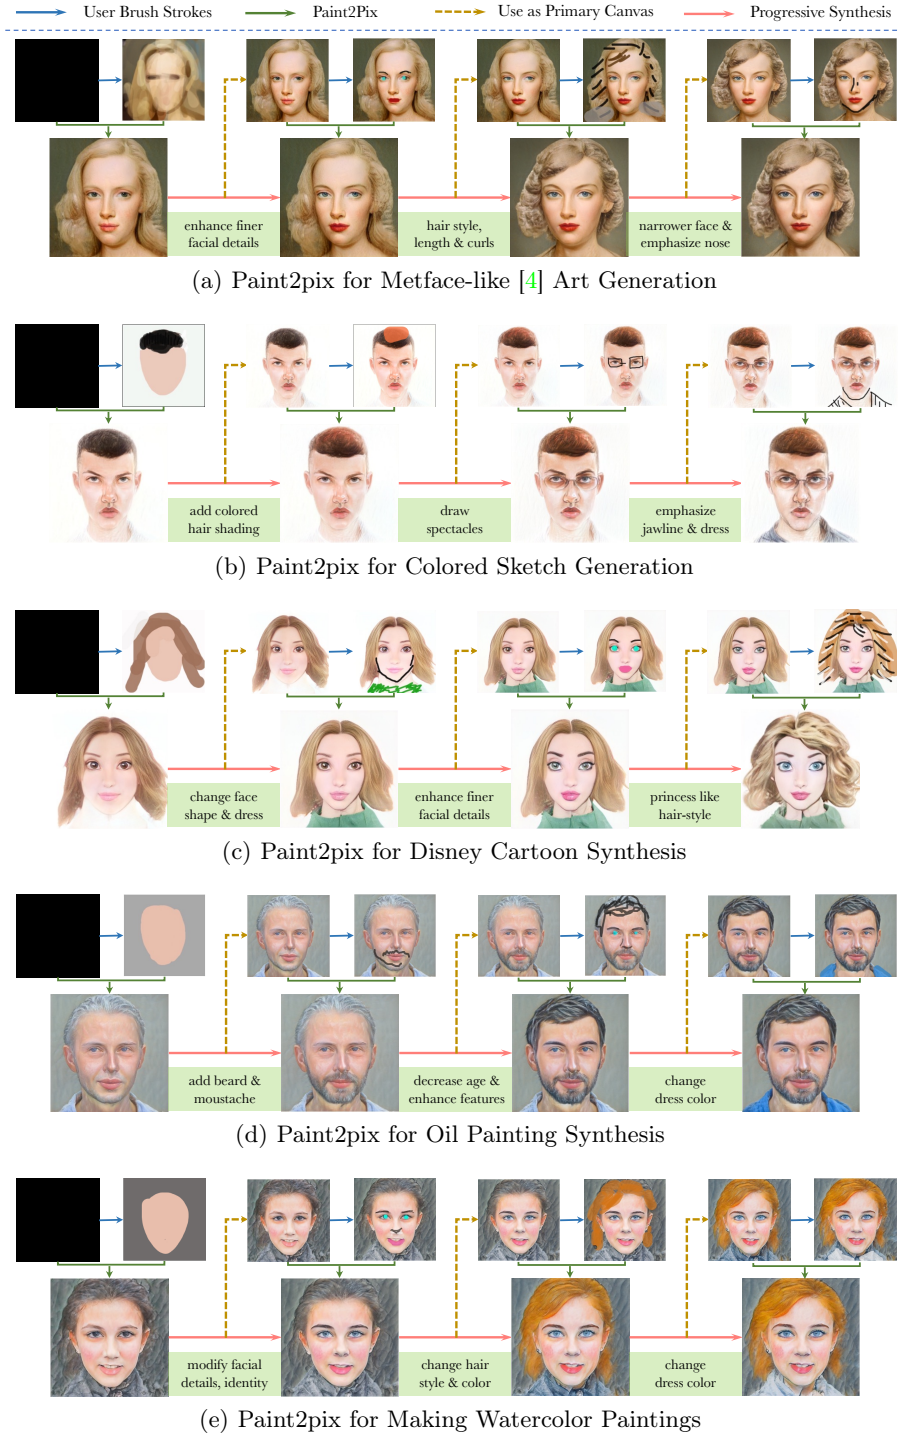 User Brush Strokes Paint2Pix Use as Primary Canvas Progressive Synthesis
enhance finer
facial details
hair style,
length & curls
narrower face &
emphasize nose
(a) Paint2pix for Metface-like [4] Art Generation
add colored
hair shading
draw
spectacles
emphasize
jawline & dress
(b) Paint2pix for Colored Sketch Generation
change face
shape & dress
enhance finer
facial details
princess like
hair-style
(c) Paint2pix for Disney Cartoon Synthesis
add beard &
moustache
decrease age &
enhance features
change
dress color
(d) Paint2pix for Oil Painting Synthesis
modify facial
details, identity
change hair
style & color
change
dress color
(e) Paint2pix for Making Watercolor Paintings